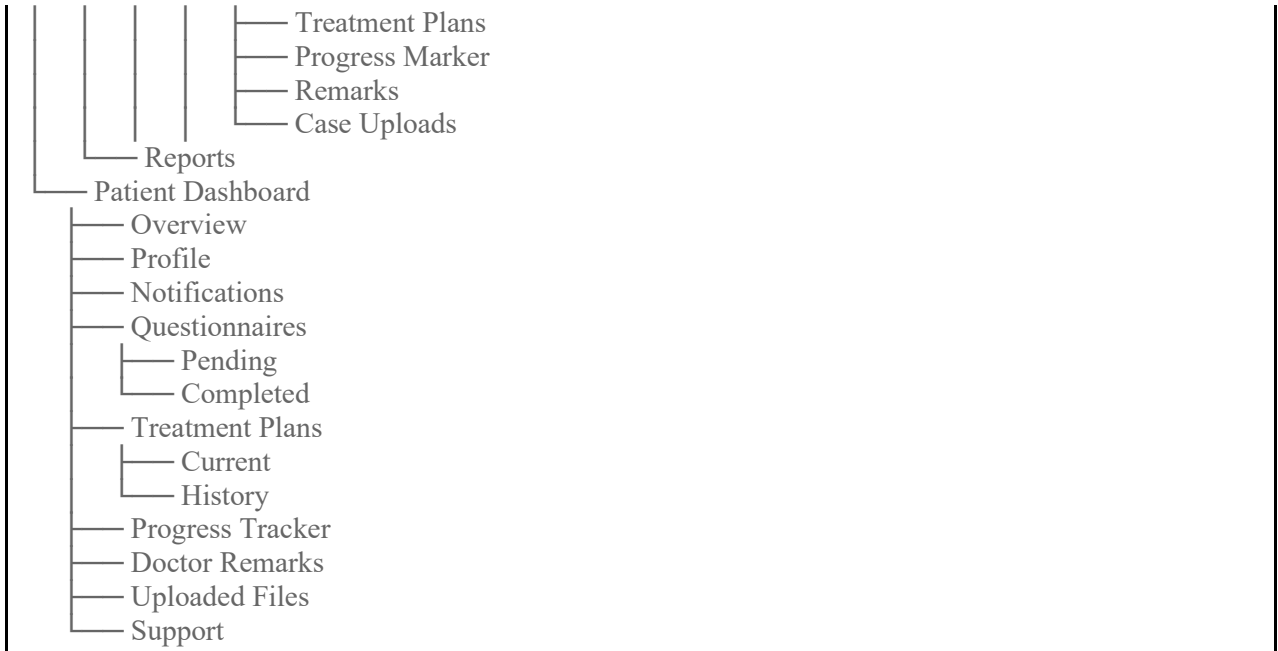 Treatment Plans
Progress Marker
Remarks
Case Uploads
Reports
Patient Dashboard
Overview
Profile
Notifications
Questionnaires
Pending
Completed
Treatment Plans
Current
History
Progress Tracker
Doctor Remarks
Uploaded Files
Support